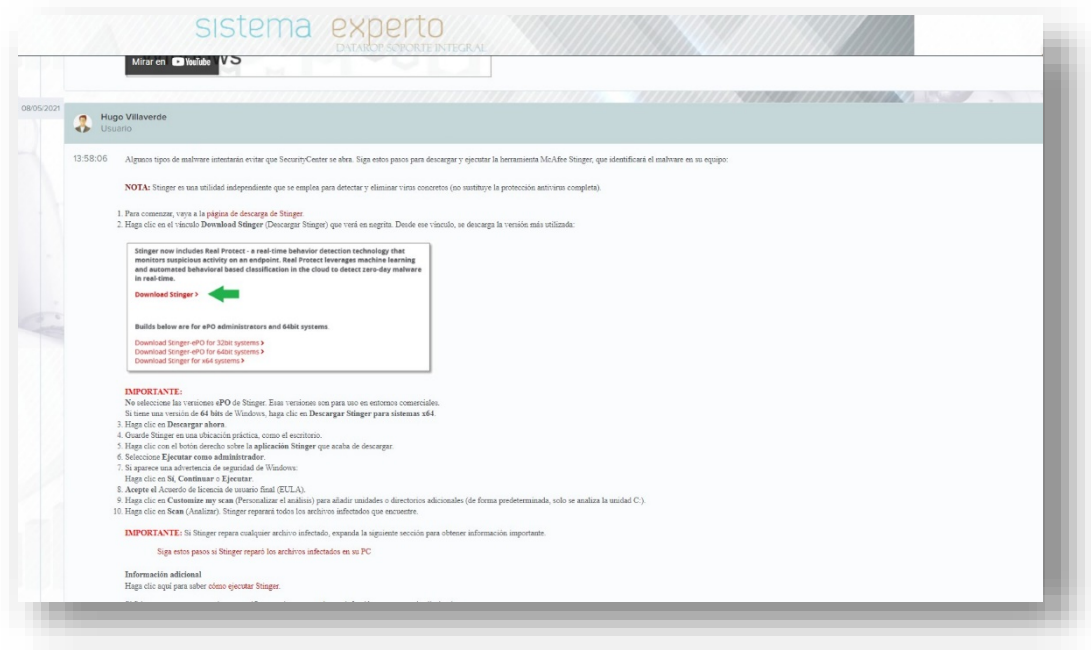 sistema experto
DATAROP SOPORTE INTEGRAL
Mirar en YouTube WS
08/05/2021
Hugo Villaverde
Usuario
13:58:06 Algunos tipos de malware intentarán evitar que SecurityCenter se abra. Siga estos pasos para descargar y ejecutar la herramienta McAfee Stinger, que identificará el malware en su equipo:
NOTA: Stinger es una utilidad independiente que se emplea para detectar y eliminar virus concretos (no sustituye la protección antivirus completa).
1. Para comenzar, vaya a la página de descarga de Stinger.
2. Haga clic en el vínculo Download Stinger (Descargar Stinger) que verá en negrita. Desde ese vínculo, se descarga la versión más utilizada:
Stinger now includes Real Protect - a real-time behavior detection technology that
monitors suspicious activity on an endpoint. Real Protect leverages machine learning
and automated behavioral based classification in the cloud to detect zero-day malware
in real-time.
Download Stinger >
Builds below are for ePO administrators and 64bit systems.
Download Stinger-ePO for 32bit systems >
Download Stinger-ePO for 64bit systems >
Download Stinger for x64 systems >
IMPORTANTE:
No seleccione las versiones ePO de Stinger. Esas versiones son para uso en entornos comerciales.
Si tiene una versión de 64 bits de Windows, haga clic en Descargar Stinger para sistemas x64.
3. Haga clic en Descargar ahora.
4. Guarde Stinger en una ubicación práctica, como el escritorio.
5. Haga clic con el botón derecho sobre la aplicación Stinger que acaba de descargar.
6. Seleccione Ejecutar como administrador.
7. Si aparece una advertencia de seguridad de Windows:
Haga clic en Sí, Continuar o Ejecutar.
8. Acepte el Acuerdo de licencia de usuario final (EULA).
9. Haga clic en Customize my scan (Personalizar el análisis) para añadir unidades o directorios adicionales (de forma predeterminada, solo se analiza la unidad C:).
10. Haga clic en Scan (Analizar). Stinger reparará todos los archivos infectados que encuentre.
IMPORTANTE: Si Stinger repara cualquier archivo infectado, expanda la siguiente sección para obtener información importante.
Siga estos pasos si Stinger reparó los archivos infectados en su PC
Información adicional
Haga clic aquí para saber cómo ejecutar Stinger.